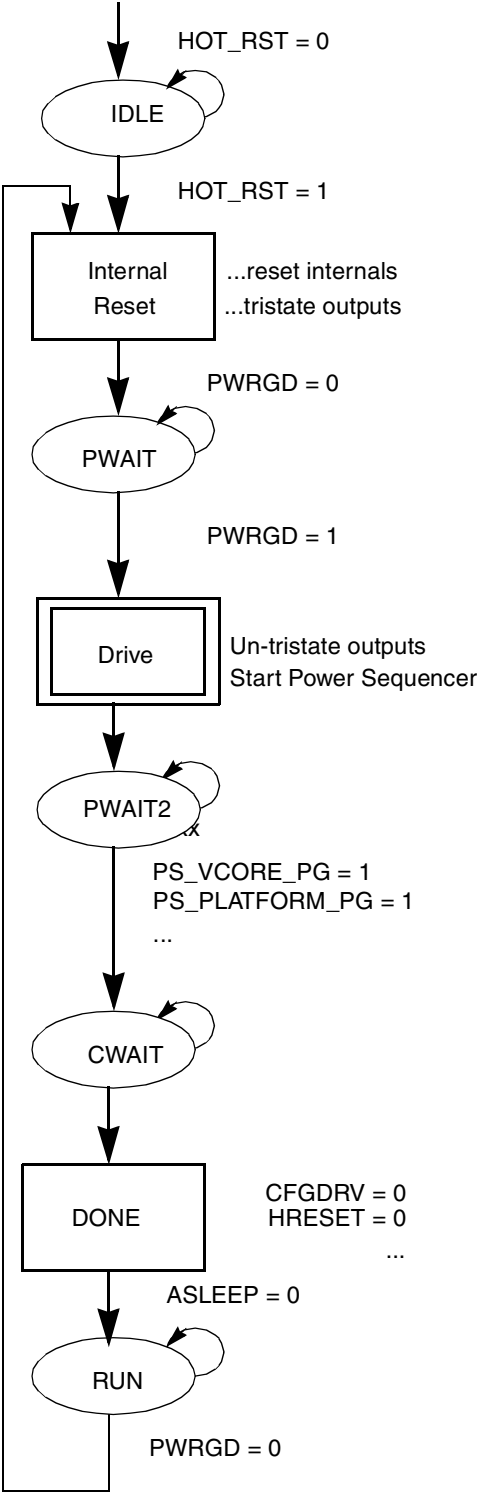 HOT_RST = 0
IDLE
HOT_RST = 1
Internal
Reset
...reset internals
...tristate outputs
PWRGD = 0
PWAIT
PWRGD = 1
Drive
Un-tristate outputs
Start Power Sequencer
PWAIT2
PS_VCORE_PG = 1
PS_PLATFORM_PG = 1
...
CWAIT
DONE
CFGDRV = 0
HRESET = 0
...
ASLEEP = 0
RUN
PWRGD = 0